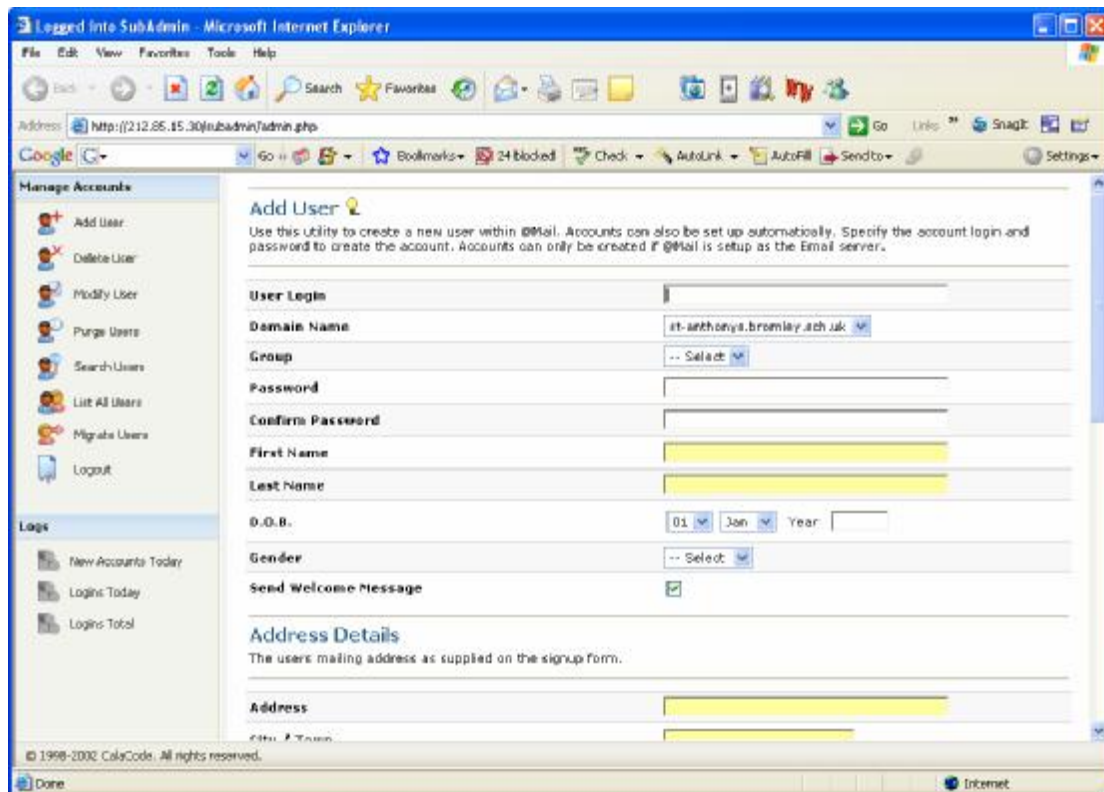 Logged into SubAdmin - Microsoft Internet Explorer
File Edit View Favorites Tools Help
Back Search Favorites
Address http://212.85.15.30/subadmin/admin.php Go Links » SnagIt
Google G Go Bookmarks 24 blocked Check AutoLink AutoFill Send to Settings
Manage Accounts
Add User
Delete User
Modify User
Purge Users
Search Users
List All Users
Migrate Users
Logout
Logs
New Accounts Today
Logins Today
Logins Total
Add User
Use this utility to create a new user within @Mail. Accounts can also be set up automatically. Specify the account login and
password to create the account. Accounts can only be created if @Mail is setup as the Email server.
User Login
Domain Name st-anthonys.bromley.sch.uk
Group -- Select
Password
Confirm Password
First Name
Last Name
D.O.B. 01 Jan Year
Gender -- Select
Send Welcome Message
Address Details
The users mailing address as supplied on the signup form.
Address
City / Town
© 1998-2002 CalaCode. All rights reserved.
Done Internet